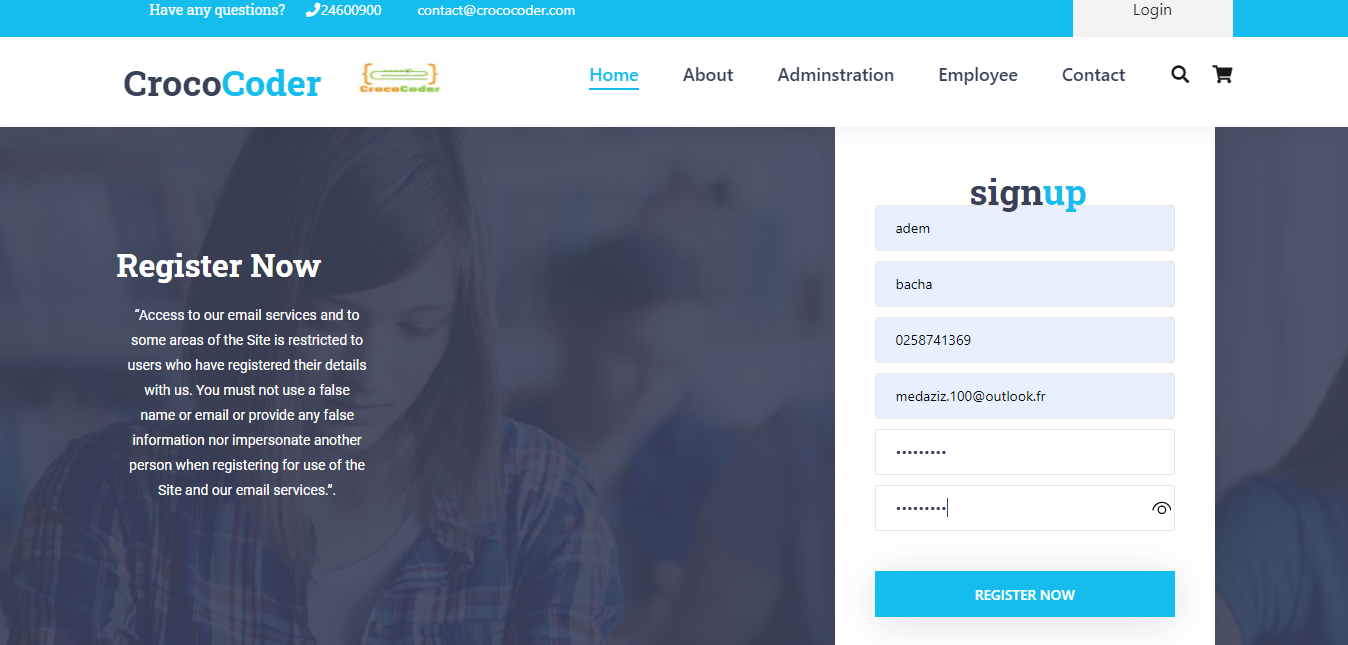 Have any questions? 24600900 contact@crococoder.com Login
CrocoCoder CrocoCoder Home About Adminstration Employee Contact
signup
adem
bacha
0258741369
medaziz.100@outlook.fr
•••••••••
•••••••••
REGISTER NOW
Register Now
“Access to our email services and to
some areas of the Site is restricted to
users who have registered their details
with us. You must not use a false
name or email or provide any false
information nor impersonate another
person when registering for use of the
Site and our email services.”.